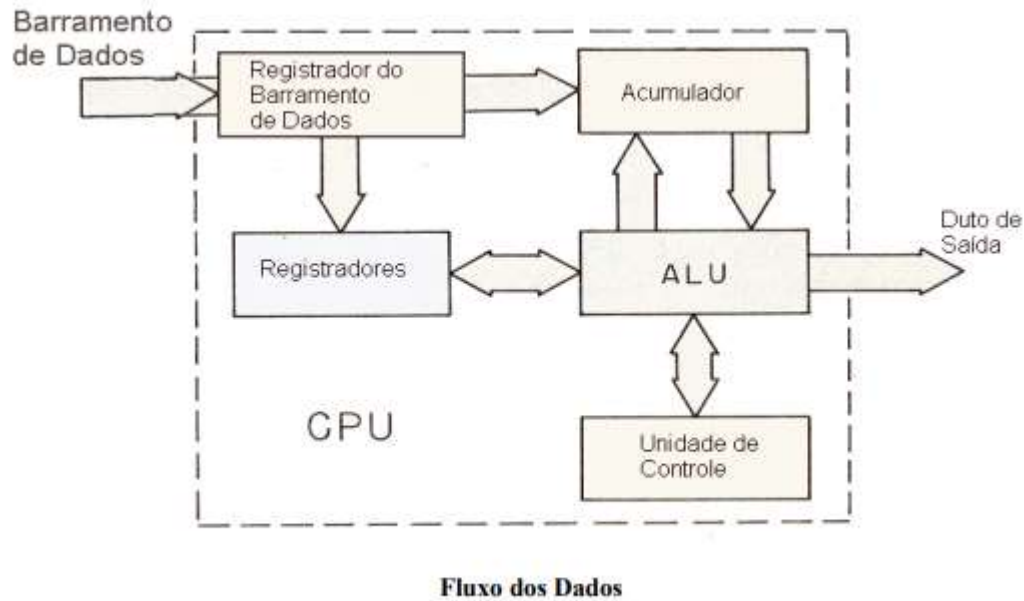 Barramento
de Dados
Registrador do
Barramento
de Dados
Acumulador
Registradores
ALU
Duto de
Saída
CPU
Unidade de
Controle
Fluxo dos Dados